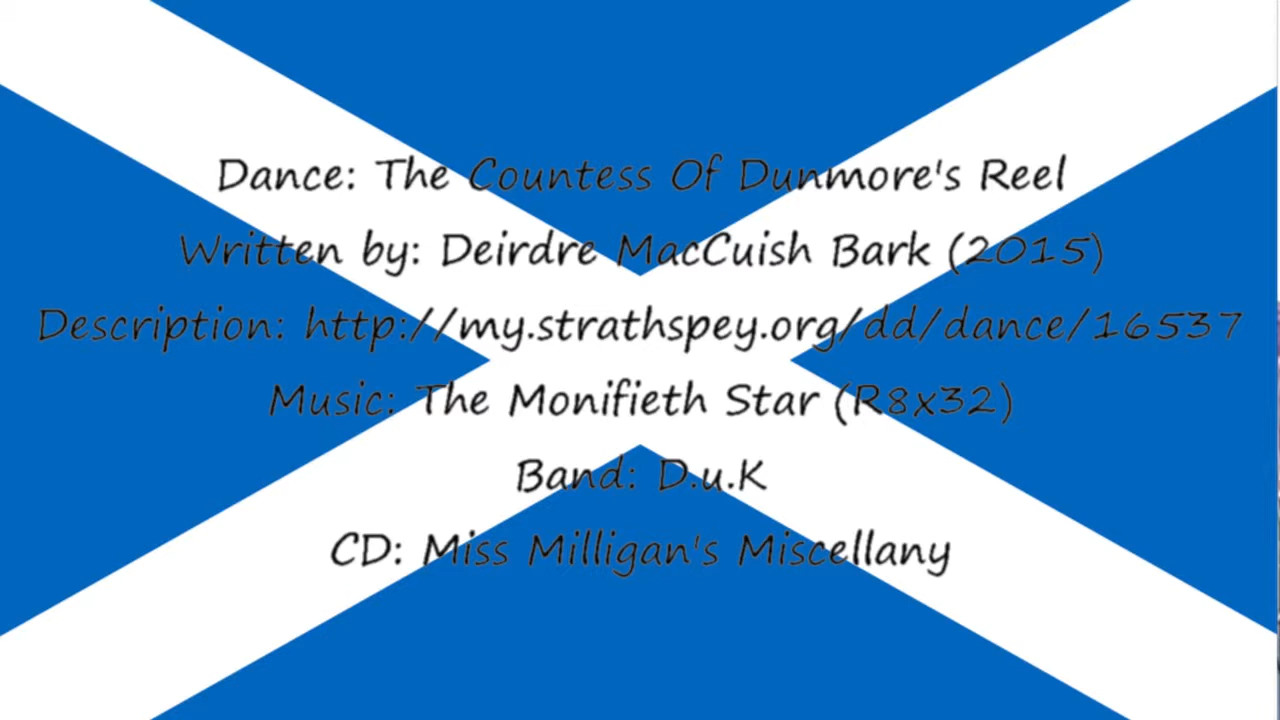 Dance: The Countess Of Dunmore's Reel
Written by: Deirdre MacCuish Bark (2015)
Description: http://my.strathspey.org/dd/dance/16537
Music: The Monifieth Star (R8x32)
Band: D.u.K
CD: Miss Milligan's Miscellany